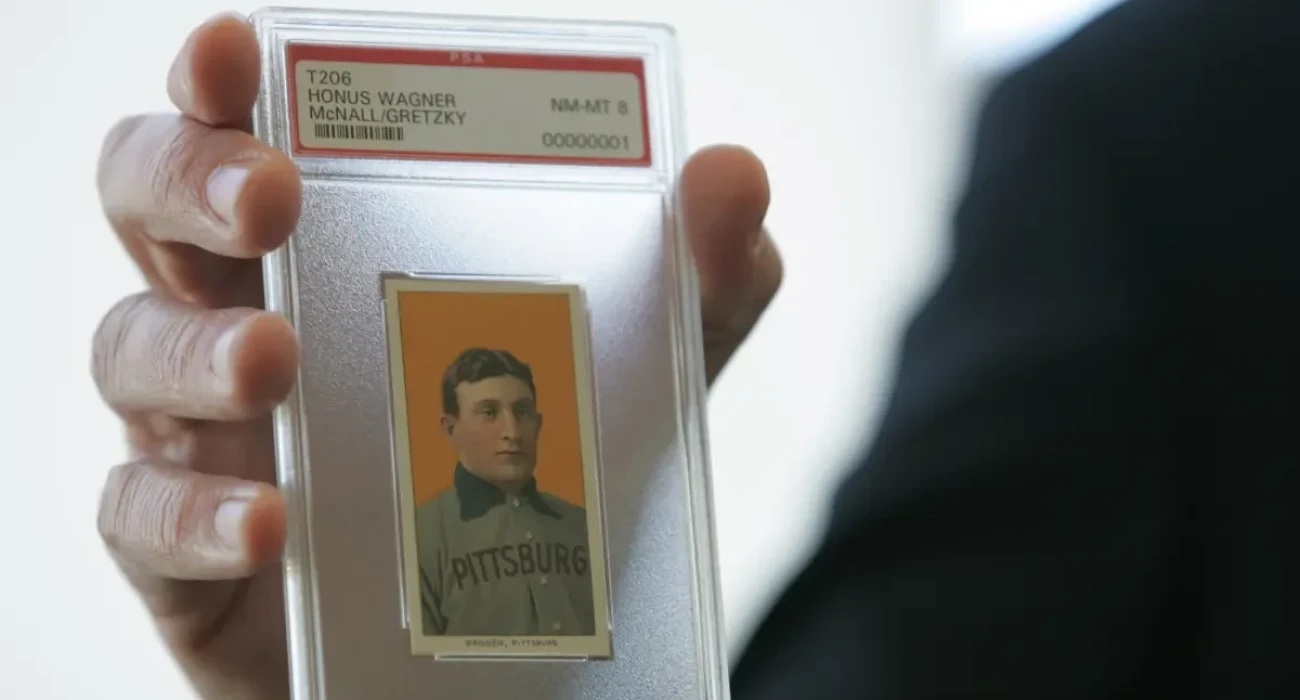 PSA
T206
HONUS WAGNER
McNALL/GRETZKY
NM-MT 8
00000001
PITTSBURG
WAGNER, PITTSBURG